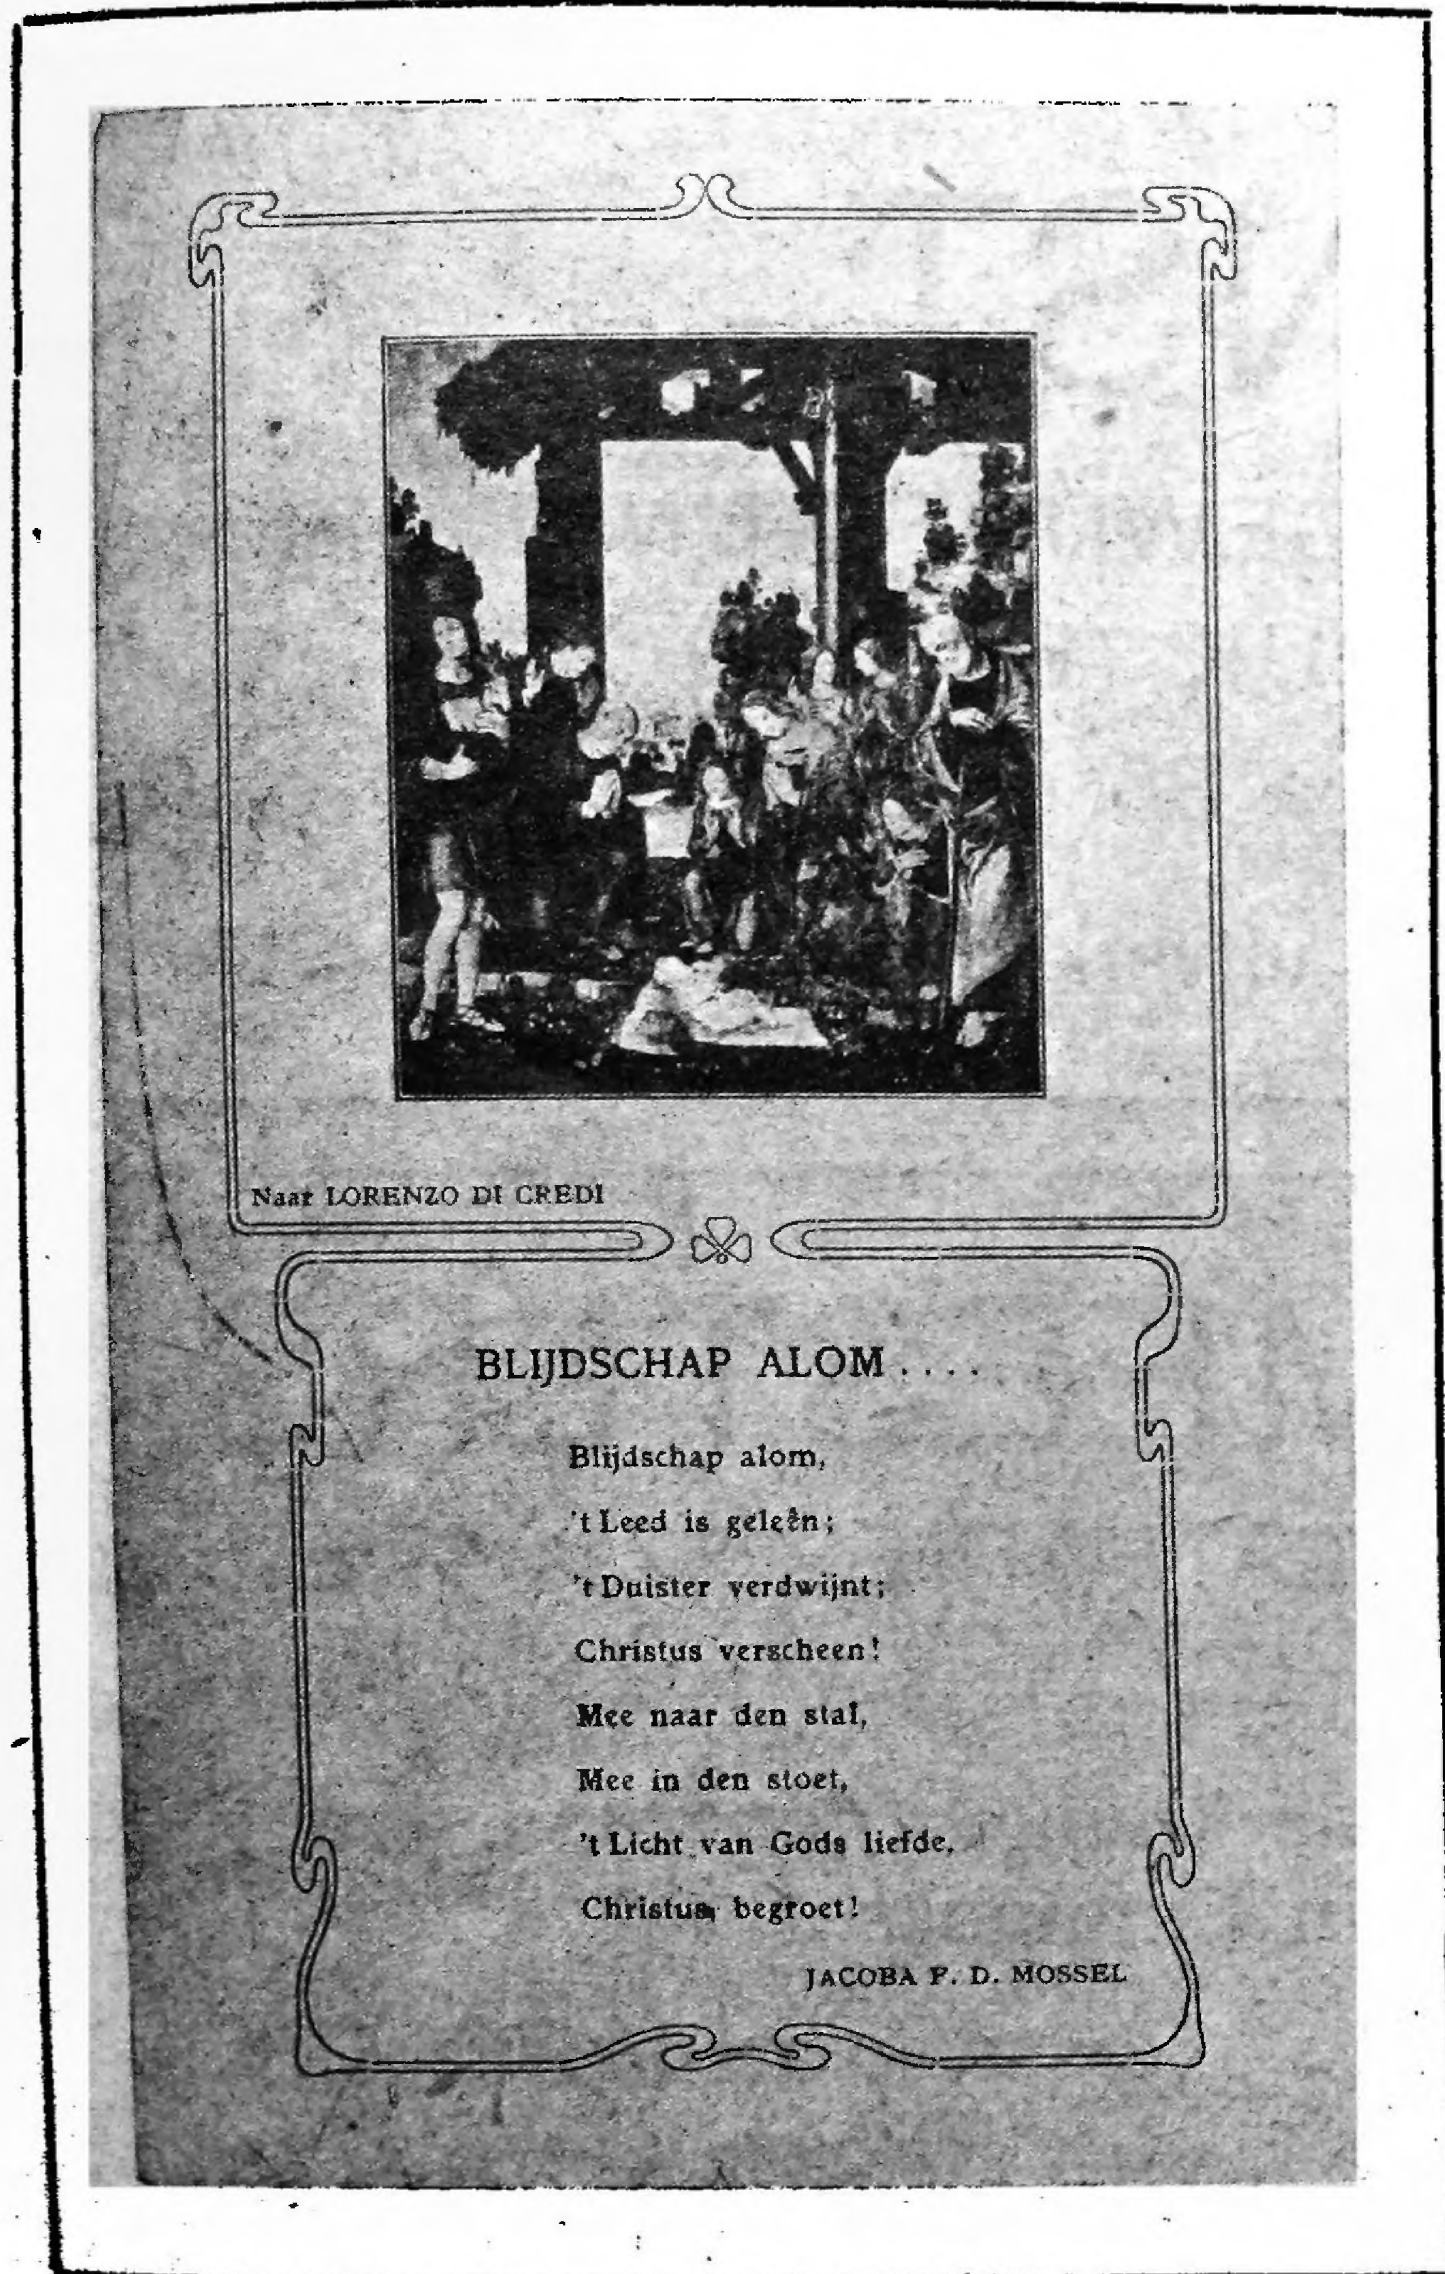 Naar LORENZO DI CREDI
BLIJDSCHAP ALOM....
Blijdschap alom,
't Leed is geleên;
't Duister verdwijnt;
Christus verscheen!
Mee naar den stal,
Mee in den stoet,
't Licht van Gods liefde,
Christus, begroet!
JACOBA F. D. MOSSEL